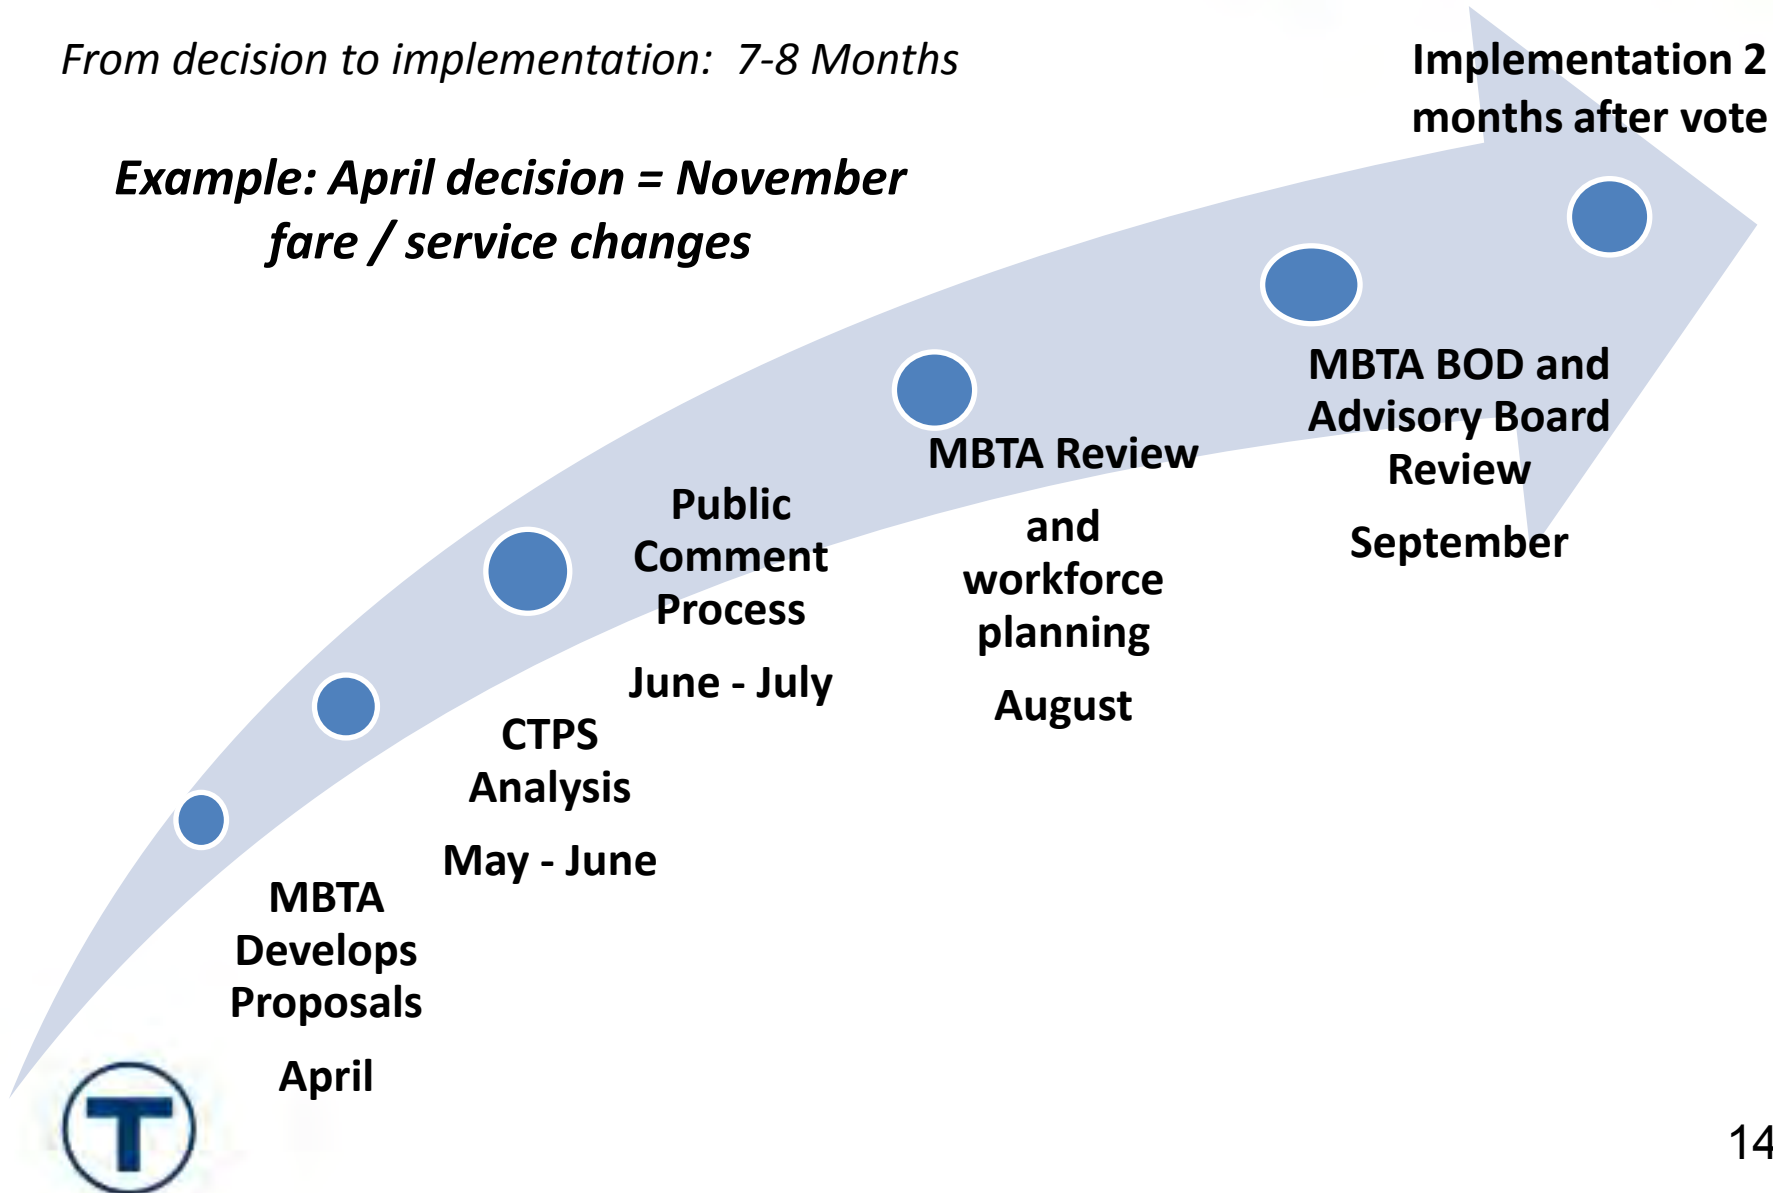 From decision to implementation:  7-8 Months
Example: April decision = November
fare / service changes
Implementation 2
months after vote
MBTA
Develops
Proposals
April
CTPS
Analysis
May - June
Public
Comment
Process
June - July
MBTA Review
and
workforce
planning
August
MBTA BOD and
Advisory Board
Review
September
T
14